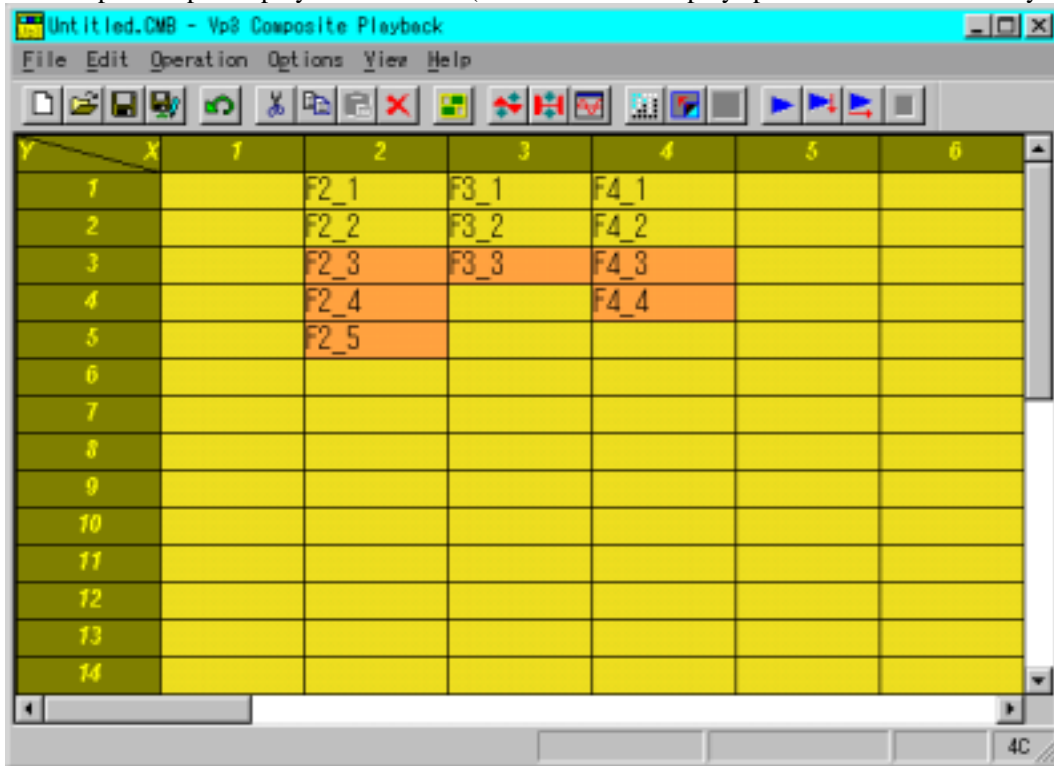 Untitled.CMB - Vp3 Composite Playback
File Edit Operation Options View Help
Y X 1 2 3 4 5 6
1 F2_1 F3_1 F4_1
2 F2_2 F3_2 F4_2
3 F2_3 F3_3 F4_3
4 F2_4 F4_4
5 F2_5
6
7
8
9
10
11
12
13
14
4C